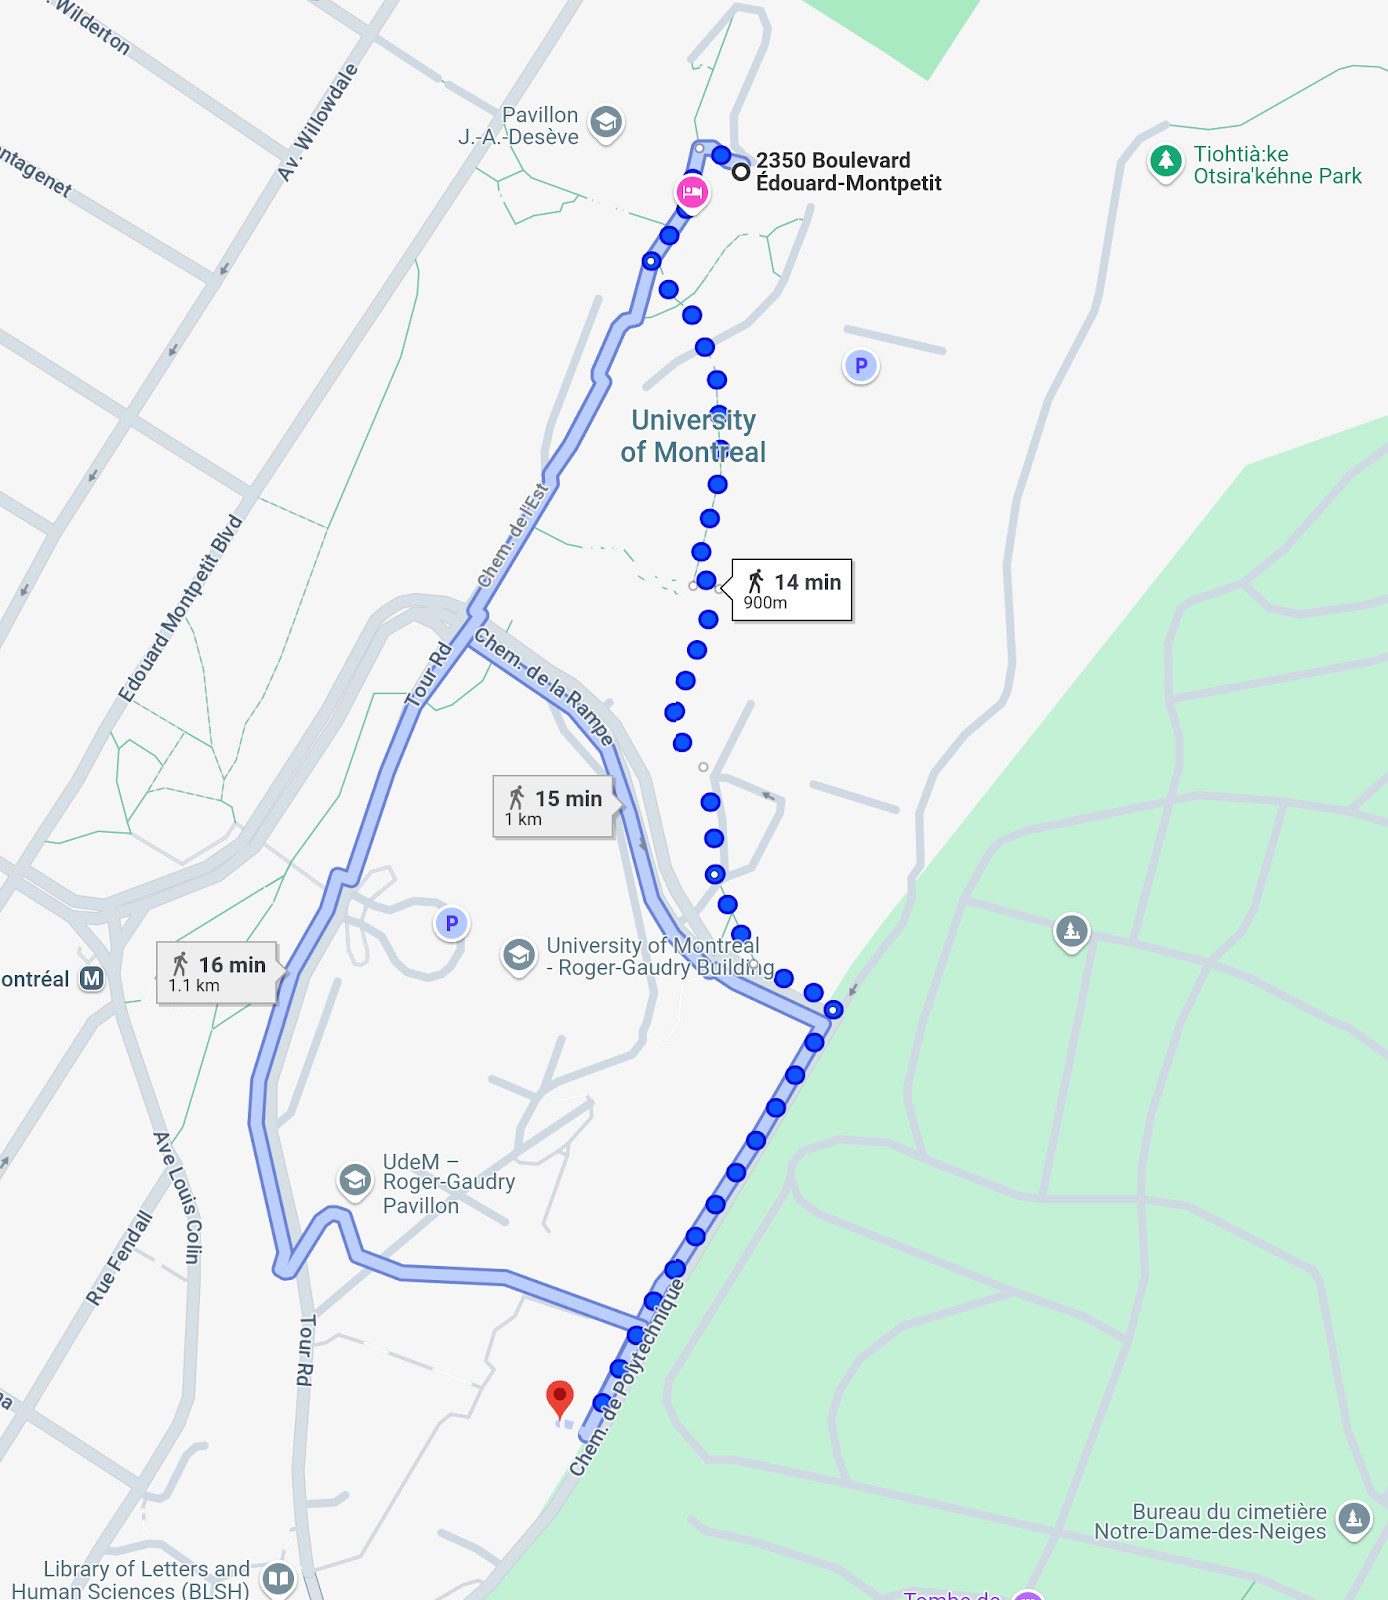 Wilderton
Av. Willowdale
Pavillon
J.-A.-Desève
2350 Boulevard
Édouard-Montpetit
Tiohtià:ke
Otsira'kéhne Park
P
University
of Montreal
Chem. de l'Est
Edouard Montpetit Blvd
14 min
900m
Tour Rd
Chem. de la Rampe
15 min
1 km
P
University of Montreal
- Roger-Gaudry Building
16 min
1.1 km
ontréal
M
UdeM –
Roger-Gaudry
Pavillon
Ave Louis Colin
Rue Fendall
Tour Rd
Chem. de Polytechnique
Bureau du cimetière
Notre-Dame-des-Neiges
Library of Letters and
Human Sciences (BLSH)